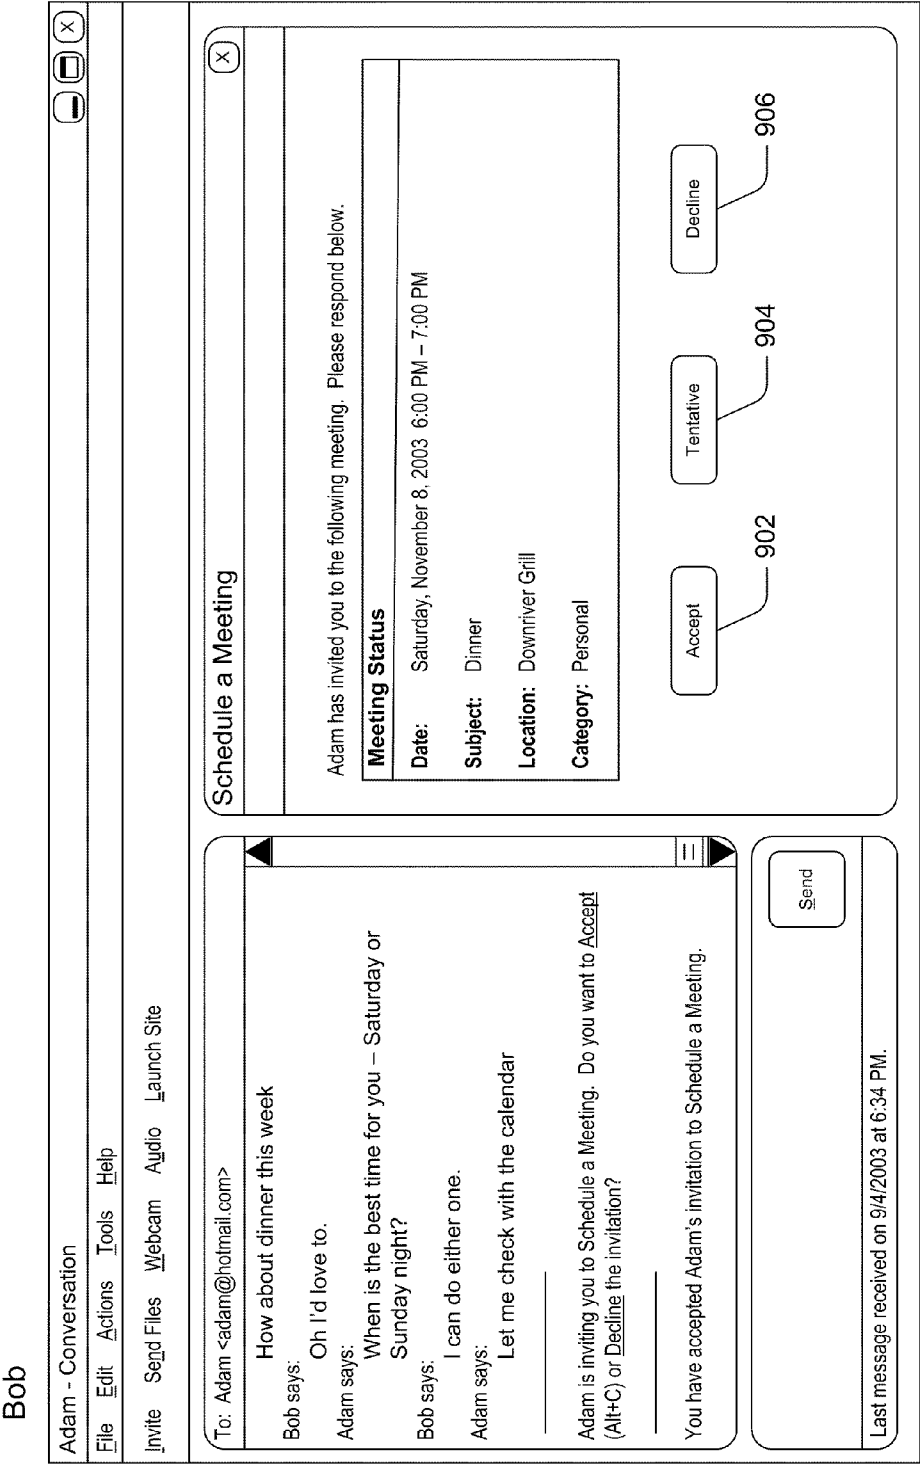 Bob
Adam - Conversation
X
File Edit Actions Tools Help
Invite Send Files Webcam Audio Launch Site
To: Adam <adam@hotmail.com>
How about dinner this week
Bob says:
Oh I'd love to.
Adam says:
When is the best time for you – Saturday or
Sunday night?
Bob says:
I can do either one.
Adam says:
Let me check with the calendar
Adam is inviting you to Schedule a Meeting. Do you want to Accept
(Alt+C) or Decline the invitation?
You have accepted Adam's invitation to Schedule a Meeting.
Send
Last message received on 9/4/2003 at 6:34 PM.
Schedule a Meeting
X
Adam has invited you to the following meeting. Please respond below.
Meeting Status
Date: Saturday, November 8, 2003 6:00 PM – 7:00 PM
Subject: Dinner
Location: Downriver Grill
Category: Personal
Accept Tentative Decline
902 904 906